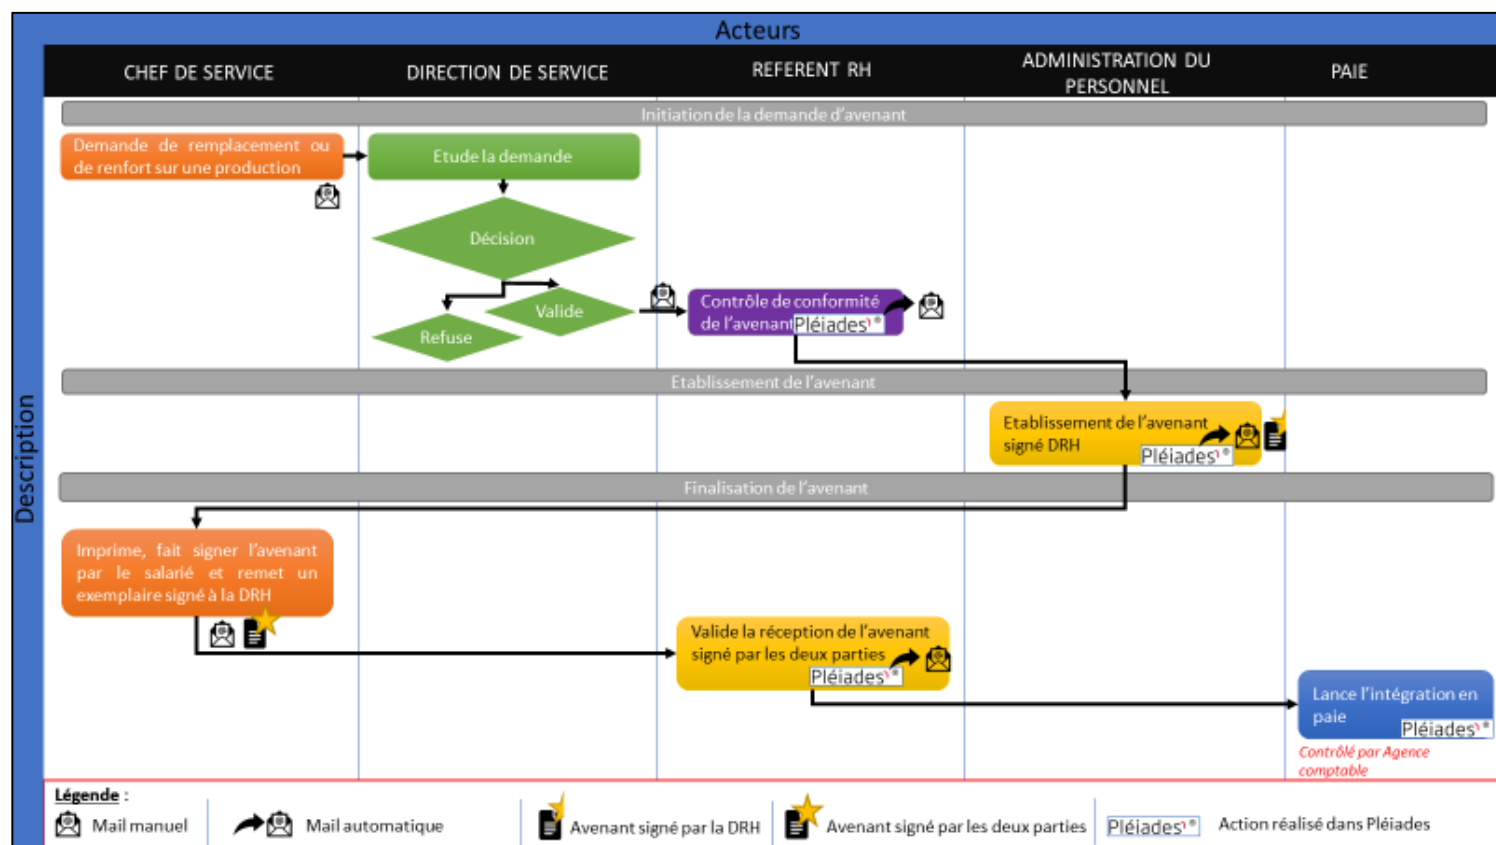 Acteurs
CHEF DE SERVICE
DIRECTION DE SERVICE
REFERENT RH
ADMINISTRATION DU
PERSONNEL
PAIE
Description
Initiation de la demande d'avenant
Demande de remplacement ou
de renfort sur une production
Etude la demande
Décision
Valide
Refuse
Contrôle de conformité
de l'avenant
Pléiades
Etablissement de l'avenant
Etablissement de l'avenant
signé DRH
Pléiades
Finalisation de l'avenant
Imprime, fait signer l'avenant
par le salarié et remet un
exemplaire signé à la DRH
Valide la réception de l'avenant
signé par les deux parties
Pléiades
Lance l'intégration en
paie
Pléiades
Contrôlé par Agence
comptable
Légende :
Mail manuel
Mail automatique
Avenant signé par la DRH
Avenant signé par les deux parties
Pléiades
Action réalisé dans Pléiades